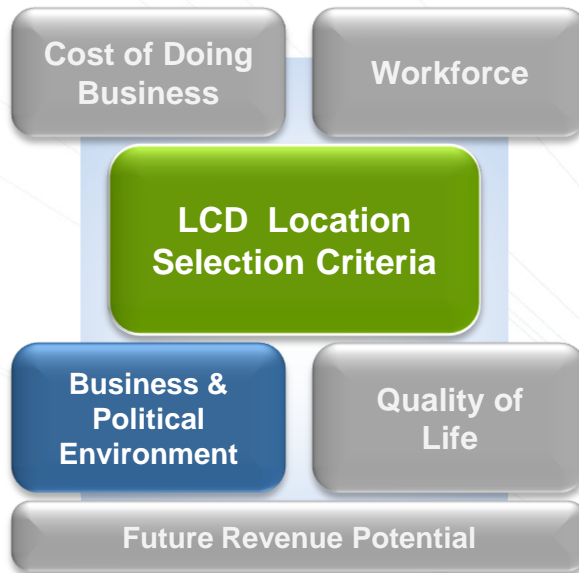 Cost of Doing
Business
Workforce
LCD Location
Selection Criteria
Business &
Political
Environment
Quality of
Life
Future Revenue Potential